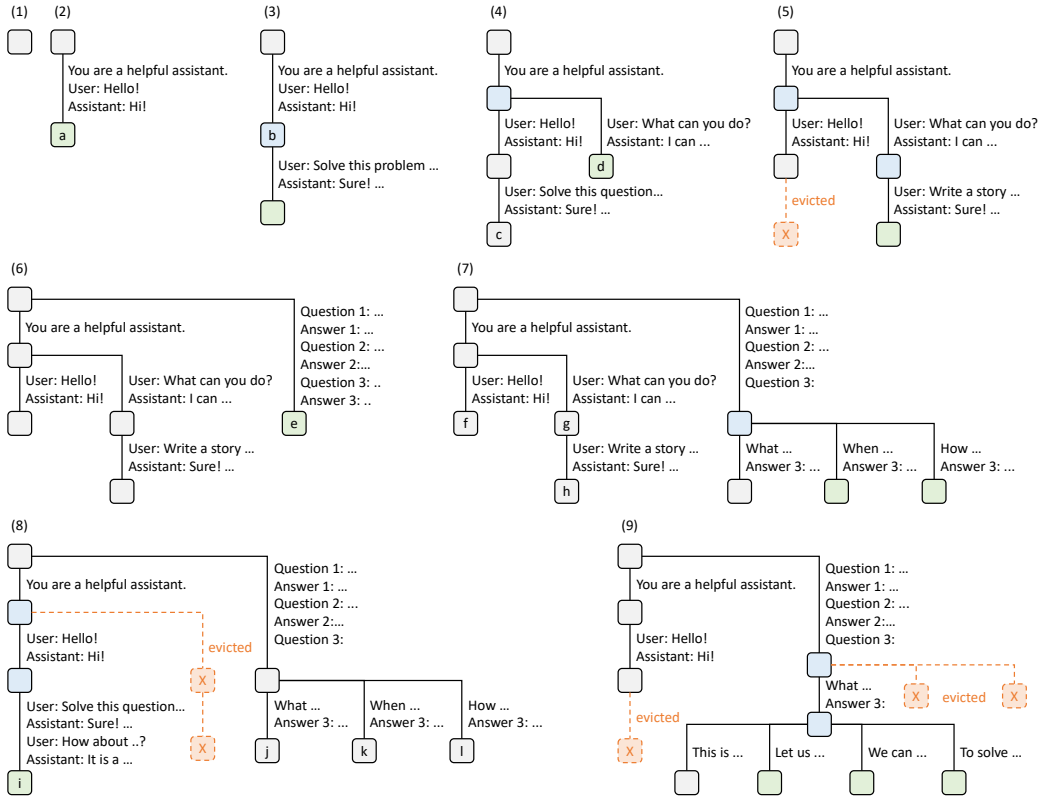 (1)
(2)
You are a helpful assistant.
User: Hello!
Assistant: Hi!
a
(3)
You are a helpful assistant.
User: Hello!
Assistant: Hi!
b
User: Solve this problem ...
Assistant: Sure! ...
(4)
You are a helpful assistant.
User: Hello!
Assistant: Hi!
User: What can you do?
Assistant: I can ...
d
User: Solve this question...
Assistant: Sure! ...
c
(5)
You are a helpful assistant.
User: Hello!
Assistant: Hi!
User: What can you do?
Assistant: I can ...
evicted
X
User: Write a story ...
Assistant: Sure! ...
(6)
You are a helpful assistant.
User: Hello!
Assistant: Hi!
User: What can you do?
Assistant: I can ...
User: Write a story ...
Assistant: Sure! ...
Question 1: ...
Answer 1: ...
Question 2: ...
Answer 2:...
Question 3: ..
Answer 3: ..
e
(7)
You are a helpful assistant.
User: Hello!
Assistant: Hi!
f
User: What can you do?
Assistant: I can ...
g
User: Write a story ...
Assistant: Sure! ...
h
Question 1: ...
Answer 1: ...
Question 2: ...
Answer 2:...
Question 3:
What ...
Answer 3: ...
When ...
Answer 3: ...
How ...
Answer 3: ...
(8)
You are a helpful assistant.
evicted
X
X
User: Hello!
Assistant: Hi!
User: Solve this question...
Assistant: Sure! ...
User: How about ..?
Assistant: It is a ...
i
Question 1: ...
Answer 1: ...
Question 2: ...
Answer 2:...
Question 3:
What ...
Answer 3: ...
j
When ...
Answer 3: ...
k
How ...
Answer 3: ...
l
(9)
You are a helpful assistant.
User: Hello!
Assistant: Hi!
evicted
X
Question 1: ...
Answer 1: ...
Question 2: ...
Answer 2:...
Question 3:
X
evicted
X
What ...
Answer 3:
This is ...
Let us ...
We can ...
To solve ...